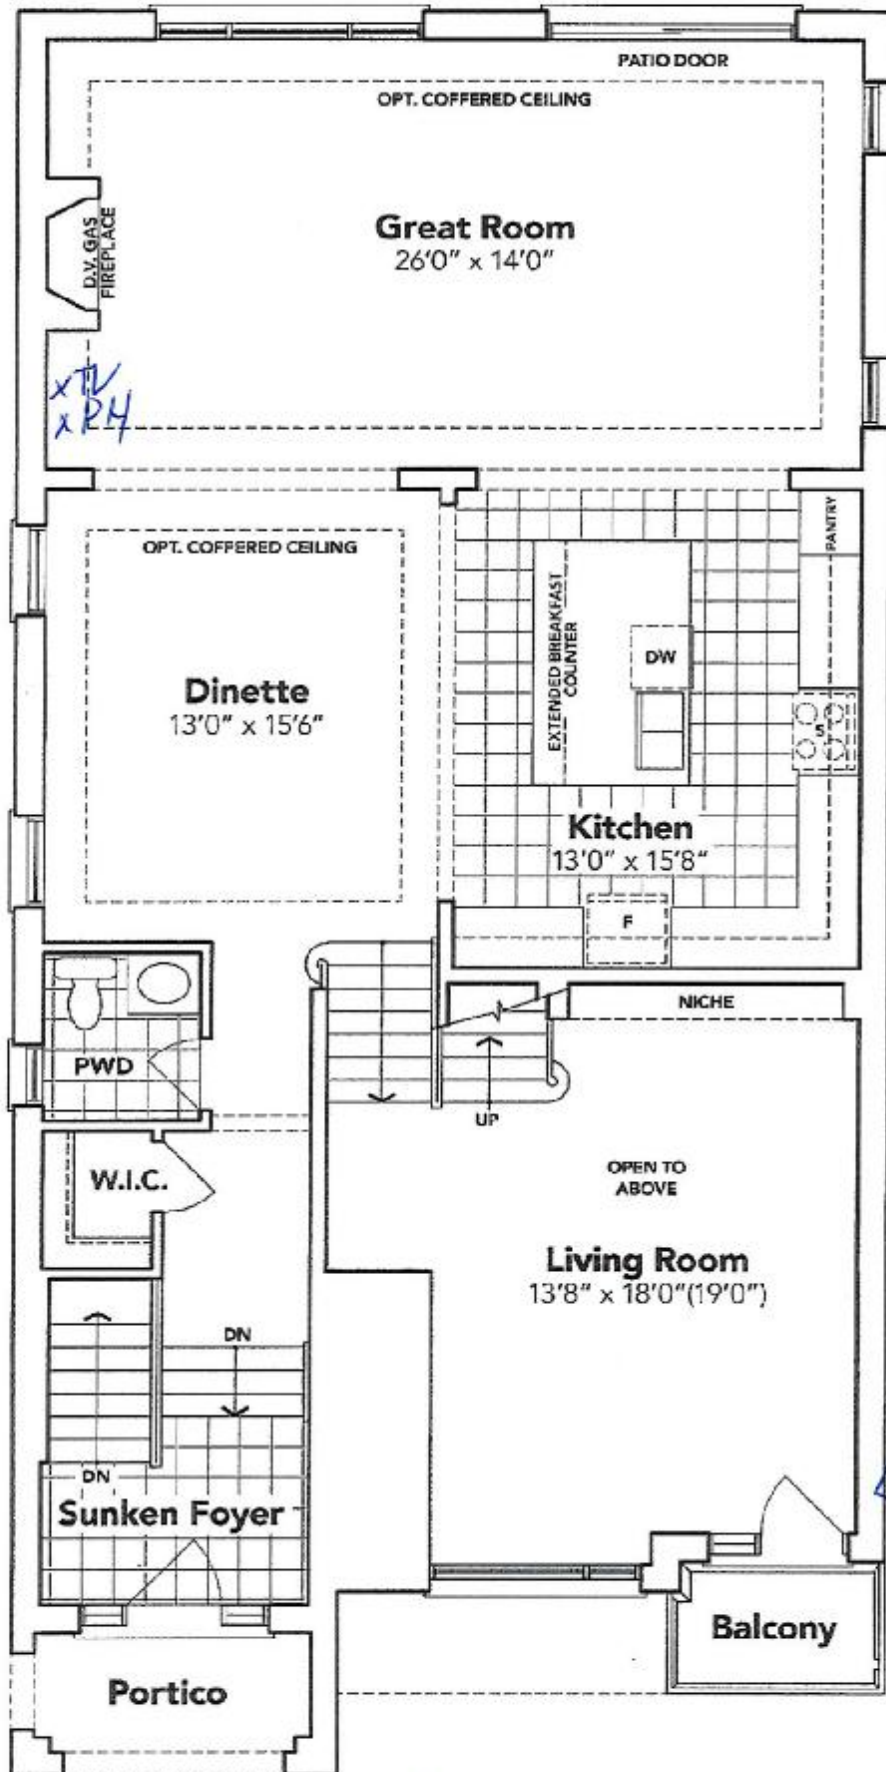 PATIO DOOR
OPT. COFFERED CEILING
Great Room
26'0" x 14'0"
D.V. GAS
FIREPLACE
xTV
xPH
OPT. COFFERED CEILING
Dinette
13'0" x 15'6"
PANTRY
EXTENDED BREAKFAST
COUNTER
DW
S
Kitchen
13'0" x 15'8"
F
NICHE
PWD
UP
W.I.C.
OPEN TO
ABOVE
Living Room
13'8" x 18'0"(19'0")
DN
DN
Sunken Foyer
Balcony
Portico